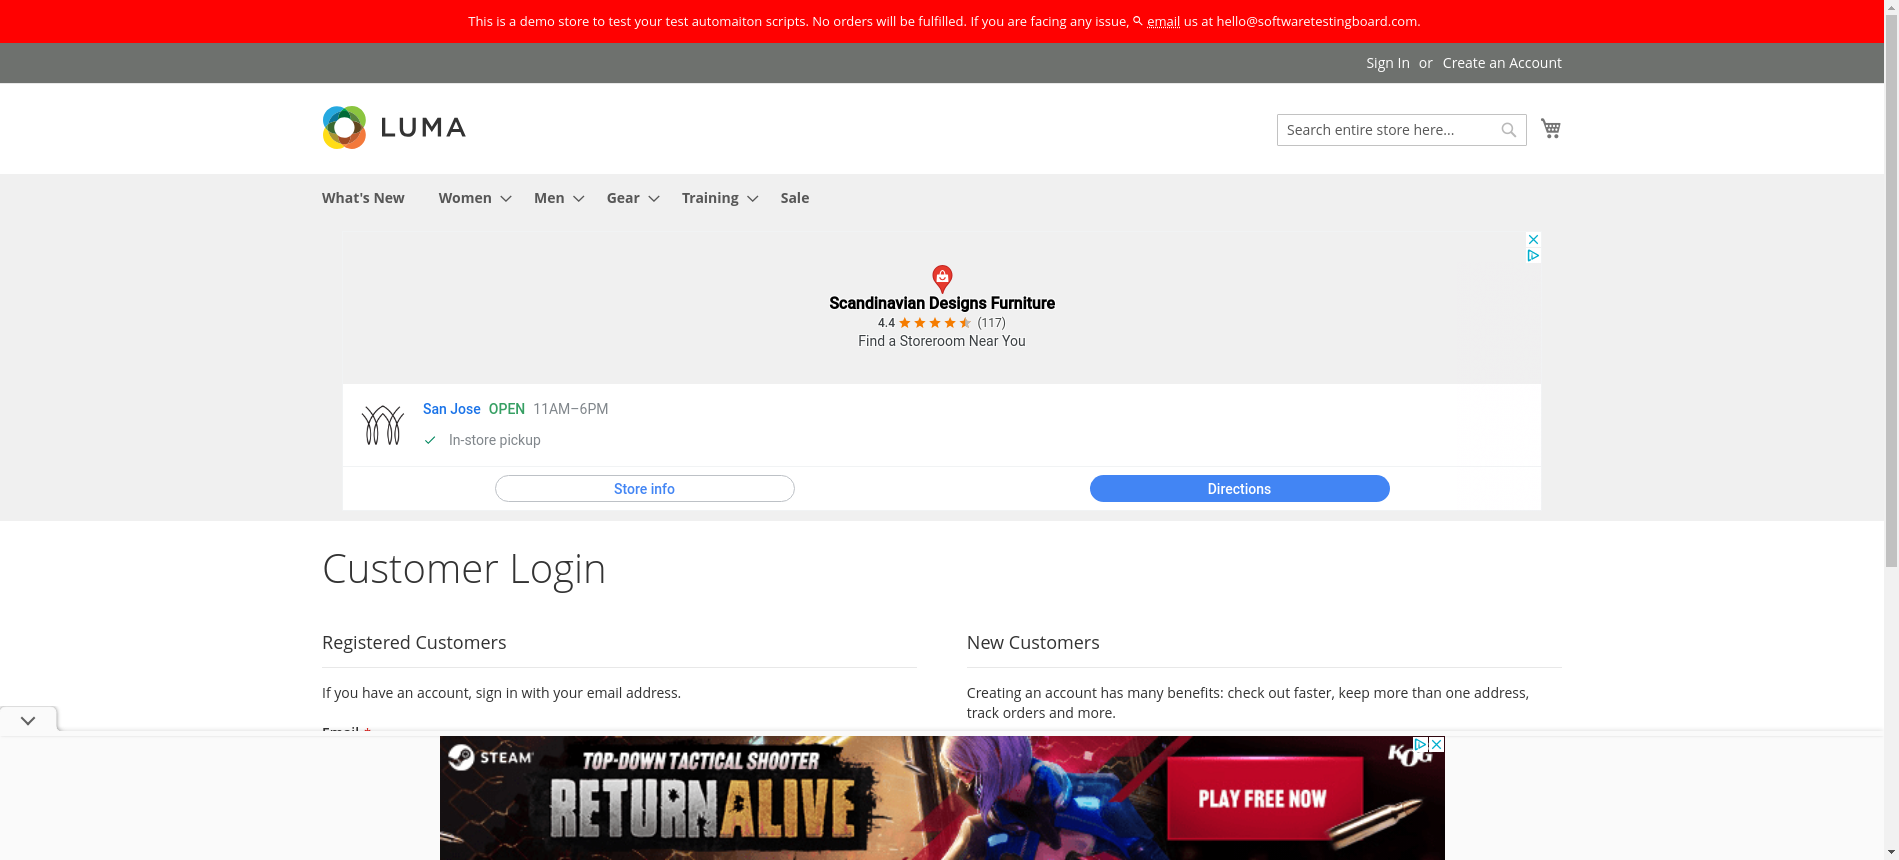 This is a demo store to test your test automaiton scripts. No orders will be fulfilled. If you are facing any issue, email us at hello@softwaretestingboard.com.
Sign In or Create an Account
LUMA
Search entire store here...
What's New Women Men Gear Training Sale
Scandinavian Designs Furniture
4.4 (117)
Find a Storeroom Near You
San Jose OPEN 11AM–6PM
In-store pickup
Store info Directions
Customer Login
Registered Customers
If you have an account, sign in with your email address.
Email *
New Customers
Creating an account has many benefits: check out faster, keep more than one address,
track orders and more.
STEAM
TOP-DOWN TACTICAL SHOOTER
RETURN ALIVE
PLAY FREE NOW
KOG